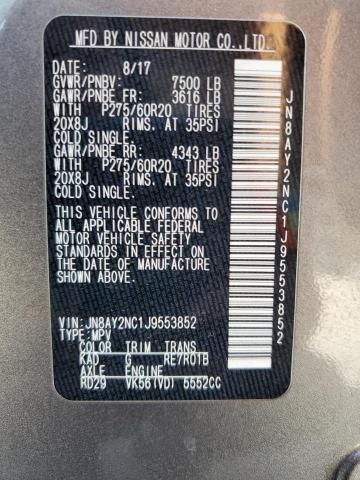 MFD BY NISSAN MOTOR CO.,LTD.
DATE: 8/17
GVWR/PNBV: 7500 LB
GAWR/PNBE FR: 3616 LB
WITH P275/60R20 TIRES
20X8J RIMS. AT 35PSI
COLD SINGLE
GAWR/PNBE RR: 4343 LB
WITH P275/60R20 TIRES
20X8J RIMS. AT 35PSI
COLD SINGLE.
THIS VEHICLE CONFORMS TO
ALL APPLICABLE FEDERAL
MOTOR VEHICLE SAFETY
STANDARDS IN EFFECT ON
THE DATE OF MANUFACTURE
SHOWN ABOVE.
VIN: JN8AY2NC1J9553852
TYPE: MPV
COLOR TRIM TRANS
KAD G RE7R01B
AXLE ENGINE
RD29 VK56(VD) 5552CC
JN8AY2NC1J9553852